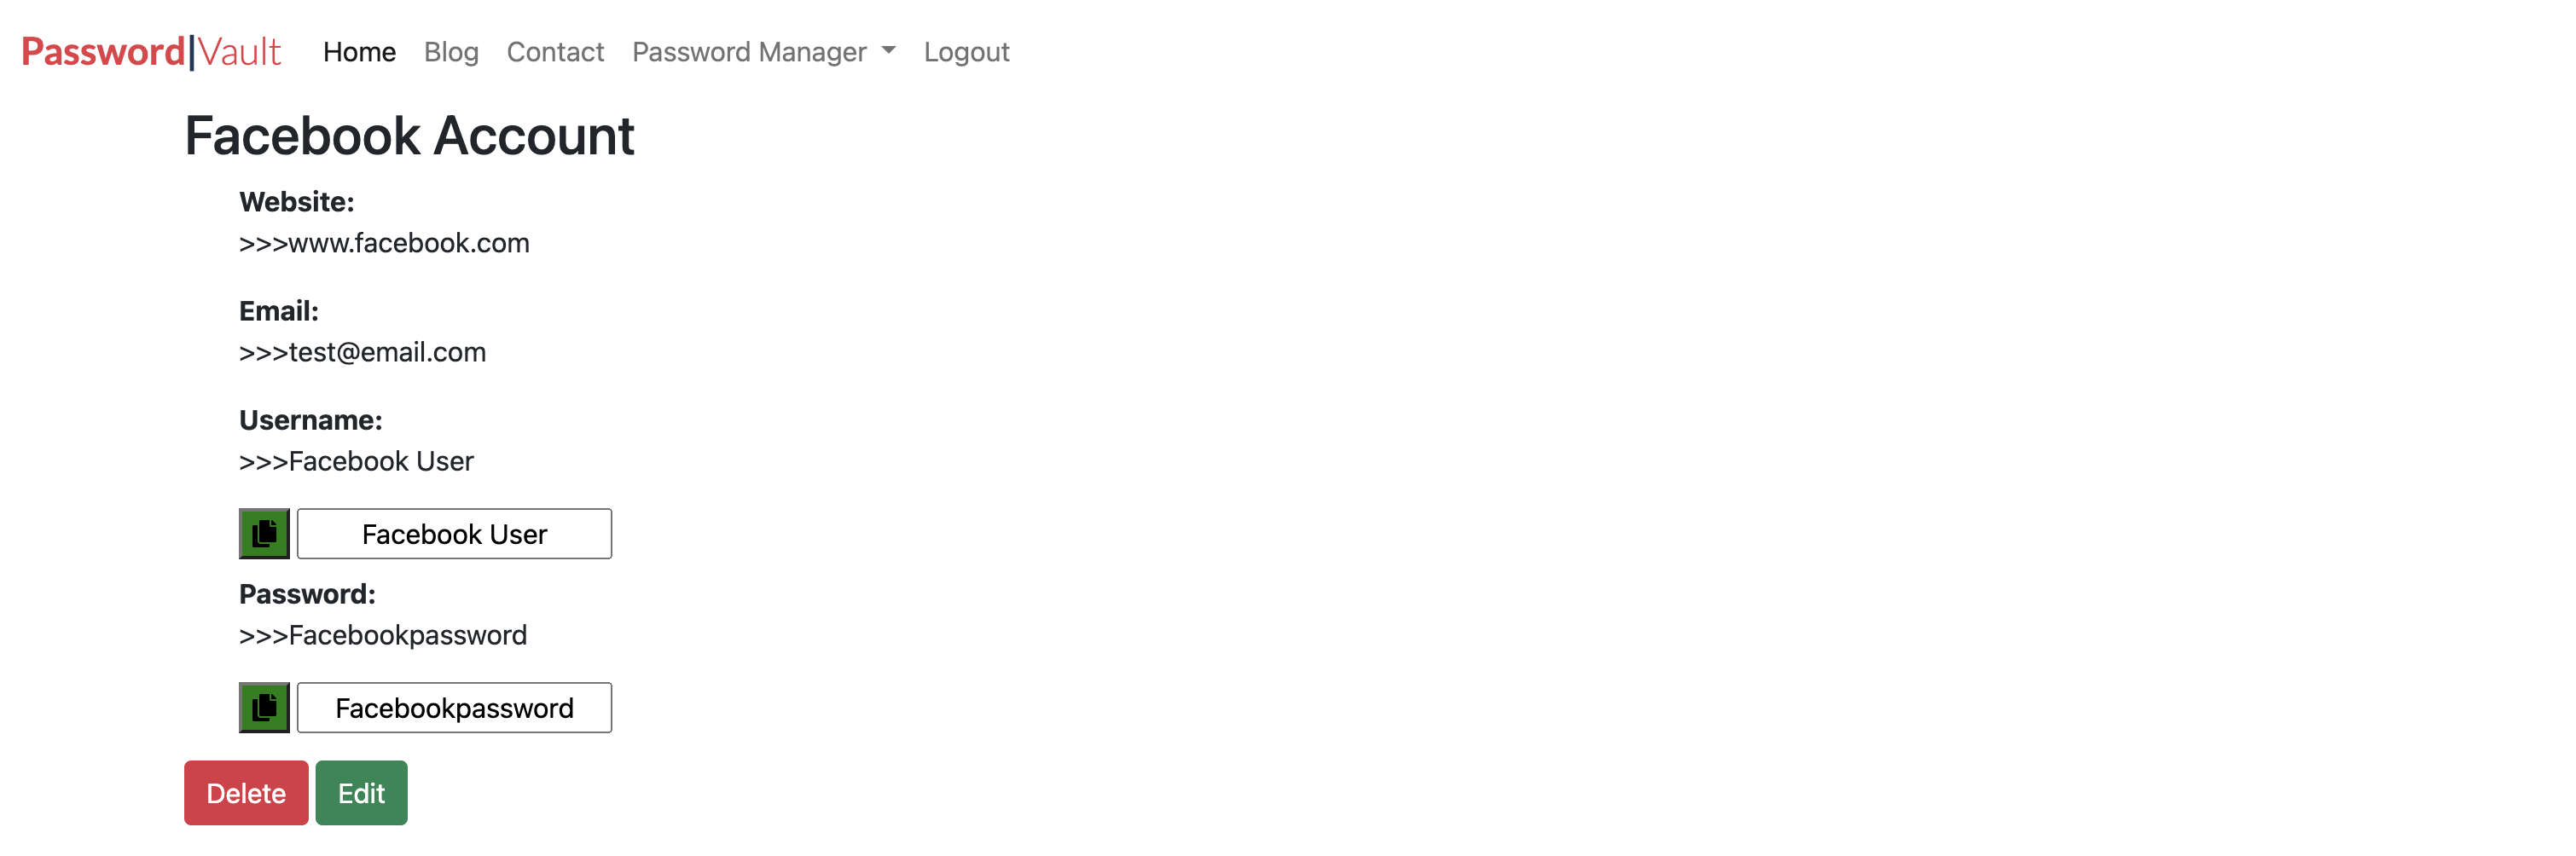 Password|Vault Home Blog Contact Password Manager Logout
Facebook Account
Website:
>>>www.facebook.com
Email:
>>>test@email.com
Username:
>>>Facebook User
Facebook User
Password:
>>>Facebookpassword
Facebookpassword
Delete Edit